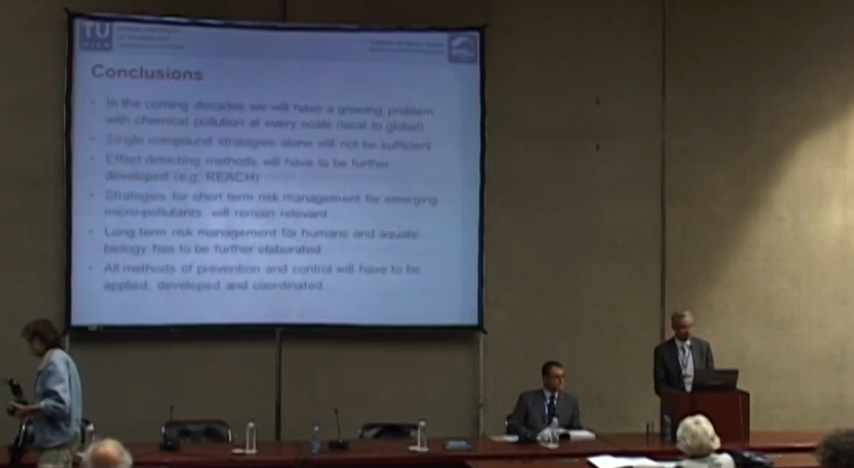 TU
WIEN
Conclusions
• In the coming decades we will have a growing problem
with chemical pollution at every scale (local to global)
• Single compound strategies alone will not be sufficient
• Effect detecting methods will have to be further
developed (e.g. REACH)
• Strategies for short term risk management for emerging
micro-pollutants will remain relevant
• Long term risk management for humans and aquatic
biology has to be further elaborated
• All methods of prevention and control will have to be
applied, developed and coordinated.